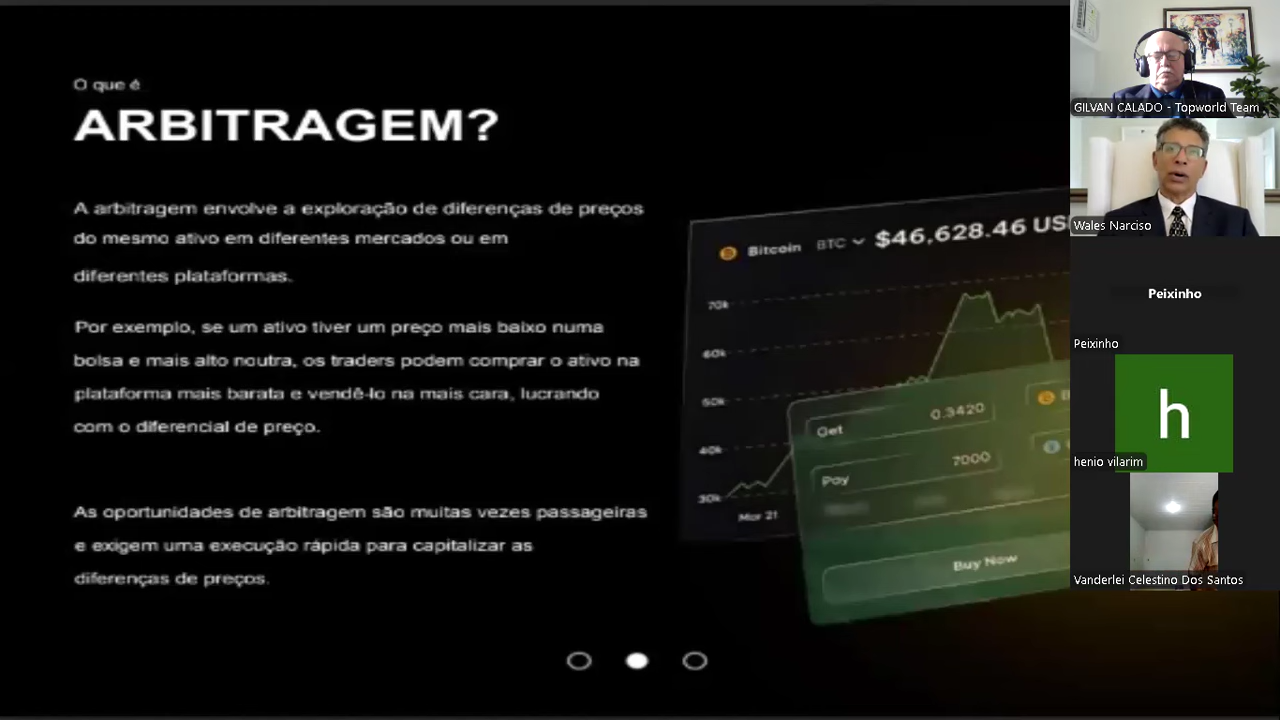 O que é
ARBITRAGEM?
A arbitragem envolve a exploração de diferenças de preços
do mesmo ativo em diferentes mercados ou em
diferentes plataformas.
Por exemplo, se um ativo tiver um preço mais baixo numa
bolsa e mais alto noutra, os traders podem comprar o ativo na
plataforma mais barata e vendê-lo na mais cara, lucrando
com o diferencial de preço.
As oportunidades de arbitragem são muitas vezes passageiras
e exigem uma execução rápida para capitalizar as
diferenças de preços.
Bitcoin BTC $46,628.46 US
70k
60k
50k
40k
30k
Mar 21
Get 0.3420
B
Pay 7000
Buy Now
GILVAN CALADO - Topworld Team
Wales Narciso
Peixinho
Peixinho
h
henio vilarim
Vanderlei Celestino Dos Santos